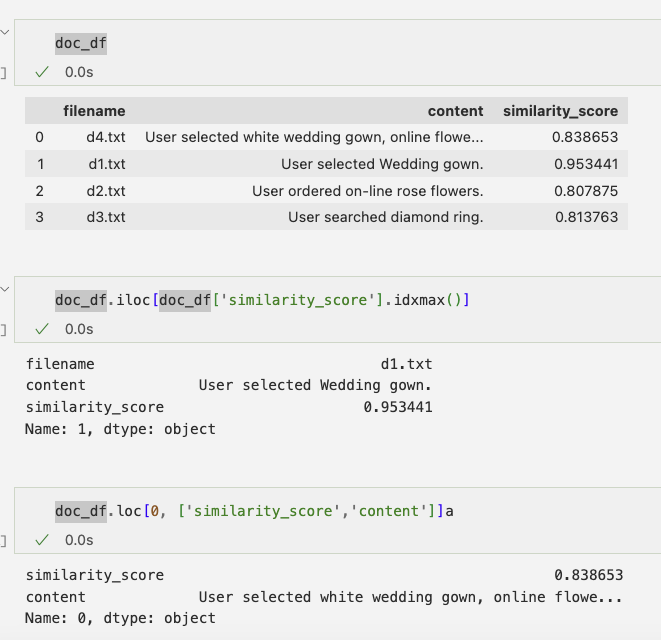 doc_df
0.0s
filename content similarity_score
0 d4.txt User selected white wedding gown, online flowe... 0.838653
1 d1.txt User selected Wedding gown. 0.953441
2 d2.txt User ordered on-line rose flowers. 0.807875
3 d3.txt User searched diamond ring. 0.813763
doc_df.iloc[doc_df['similarity_score'].idxmax()]
0.0s
filename d1.txt
content User selected Wedding gown.
similarity_score 0.953441
Name: 1, dtype: object
doc_df.loc[0, ['similarity_score','content']]a
0.0s
similarity_score 0.838653
content User selected white wedding gown, online flowe...
Name: 0, dtype: object